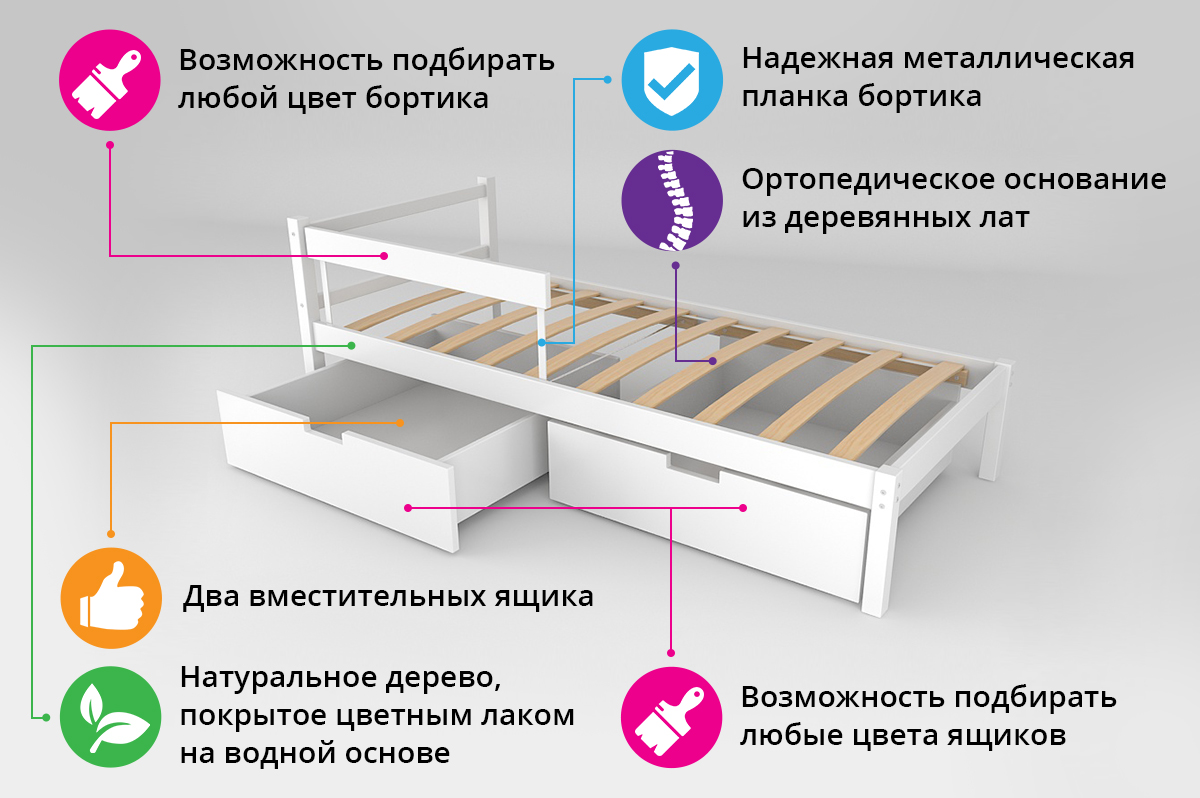 Возможность подбирать
любой цвет бортика
Надежная металлическая
планка бортика
Ортопедическое основание
из деревянных лат
Два вместительных ящика
Натуральное дерево,
покрытое цветным лаком
на водной основе
Возможность подбирать
любые цвета ящиков